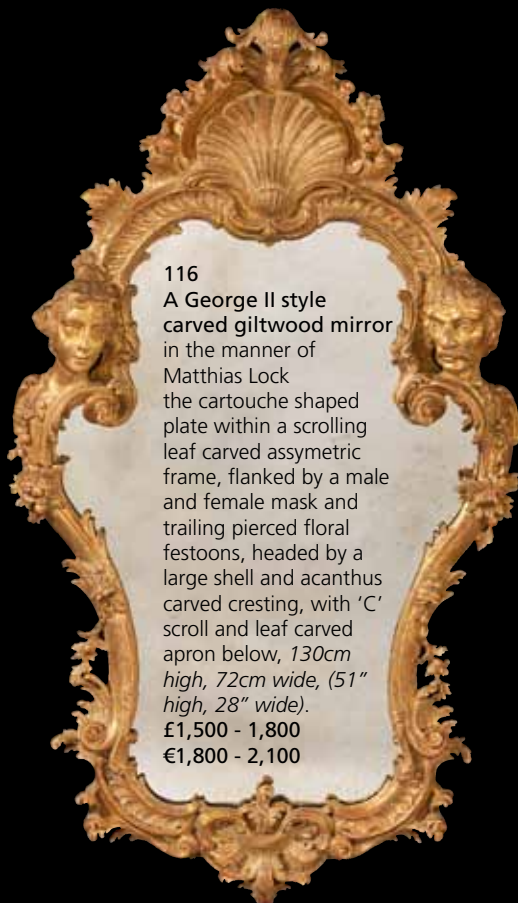 116
A George II style
carved giltwood mirror
in the manner of
Matthias Lock
the cartouche shaped
plate within a scrolling
leaf carved assymetric
frame, flanked by a male
and female mask and
trailing pierced floral
festoons, headed by a
large shell and acanthus
carved cresting, with ‘C’
scroll and leaf carved
apron below, 130cm
high, 72cm wide, (51”
high, 28” wide).
£1,500 - 1,800
€1,800 - 2,100